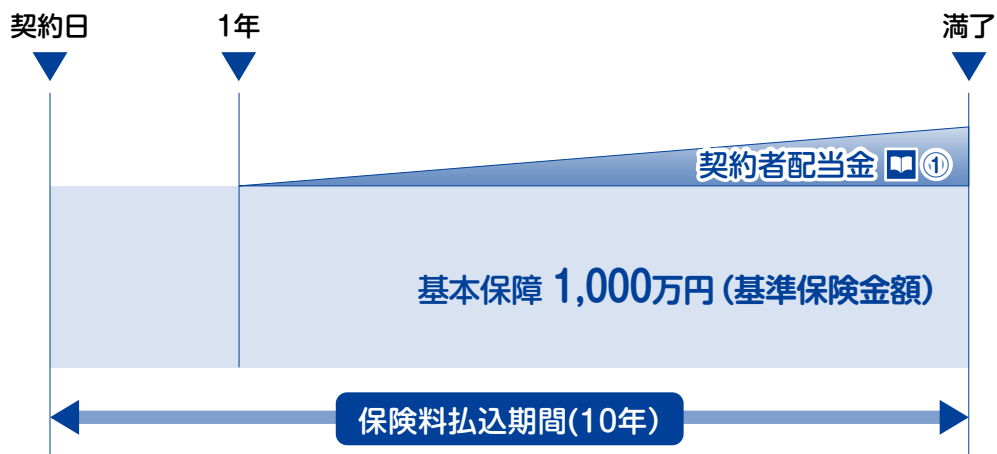 契約日 1年 満了
契約者配当金 ①
基本保障 1,000万円(基準保険金額)
保険料払込期間(10年)